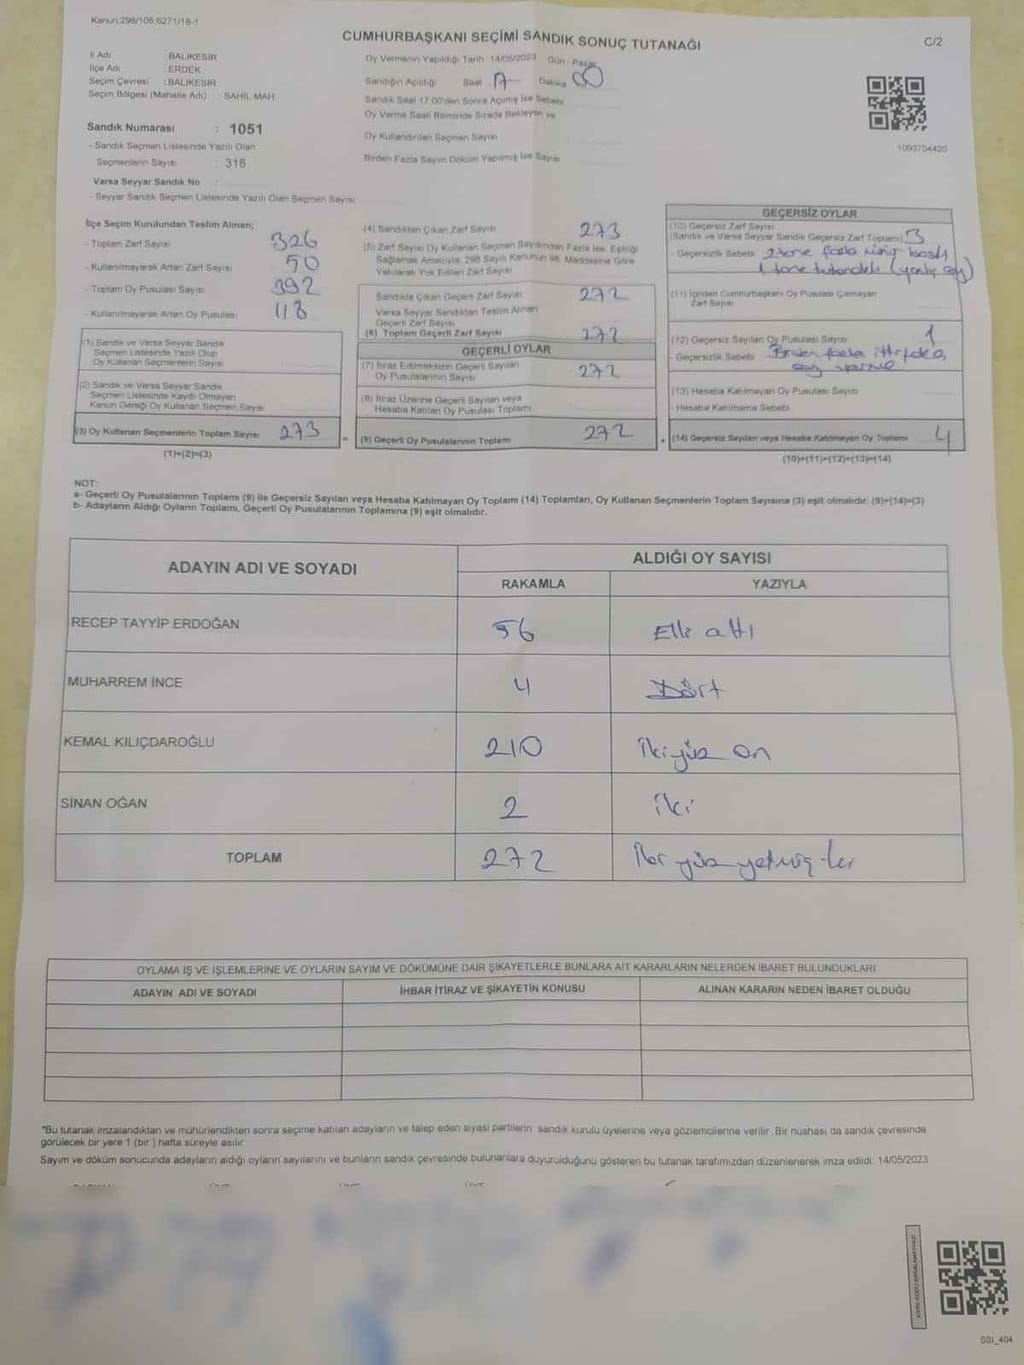 Kanun:298/105;6271/18-1
CUMHURBAŞKANI SEÇİMİ SANDIK SONUÇ TUTANAĞI
C/2
İl Adı : BALIKESİR
İlçe Adı : ERDEK
Seçim Çevresi : BALIKESİR
Seçim Bölgesi (Mahalle Adı) : SAHİL MAH.
Sandık Numarası : 1051
- Sandık Seçmen Listesinde Yazılı Olan
Seçmenlerin Sayısı : 316
Varsa Seyyar Sandık No :
- Seyyar Sandık Seçmen Listesinde Yazılı Olan Seçmen Sayısı
Oy Vermenin Yapıldığı Tarih 14/05/2023 Gün: Pazar
Sandığın Açıldığı Saat Dakika 00
Sandık Saat 17:00'den Sonra Açılmış İse Sebebi
Oy Verme Saati Bitiminde Sırada Bekleyen ve
Oy Kullandırılan Seçmen Sayısı
Birden Fazla Sayım Döküm Yapılmış İse Sayısı
1093704420
İlçe Seçim Kurulundan Teslim Alınan;
- Toplam Zarf Sayısı 326
- Kullanılmayarak Artan Zarf Sayısı 50
- Toplam Oy Pusulası Sayısı 392
- Kullanılmayarak Artan Oy Pusulası 118
(1) Sandık ve Varsa Seyyar Sandık
Seçmen Listesinde Yazılı Olup
Oy Kullanan Seçmenlerin Sayısı
(2) Sandık ve Varsa Seyyar Sandık
Seçmen Listesinde Kayıtlı Olmayan
Kanun Gereği Oy Kullanan Seçmen Sayısı
(3) Oy Kullanan Seçmenlerin Toplam Sayısı 273
(1)+(2)=(3)
(4) Sandıktan Çıkan Zarf Sayısı 273
(5) Zarf Sayısı Oy Kullanan Seçmen Sayısından Fazla İse, Eşitliği
Sağlamak Amacıyla, 298 Sayılı Kanunun 98. Maddesine Göre
Yakılarak Yok Edilen Zarf Sayısı
Sandıkta Çıkan Geçerli Zarf Sayısı 272
Varsa Seyyar Sandıktan Teslim Alınan
Geçerli Zarf Sayısı
(6) Toplam Geçerli Zarf Sayısı 272
GEÇERLİ OYLAR
(7) İtiraz Edilmeksizin Geçerli Sayılan
Oy Pusulalarının Sayısı 272
(8) İtiraz Üzerine Geçerli Sayılan veya
Hesaba Katılan Oy Pusulası Toplamı
(9) Geçerli Oy Pusulalarının Toplamı 272
GEÇERSİZ OYLAR
(10) Geçersiz Zarf Sayısı
(Sandık ve Varsa Seyyar Sandık Geçersiz Zarf Toplamı) 3
- Geçersizlik Sebebi 2 tane fazla mühür basılı
1 tane tutanaklı (yanlış oy)
(11) İçinden Cumhurbaşkanı Oy Pusulası Çıkmayan
Zarf Sayısı
(12) Geçersiz Sayılan Oy Pusulası Sayısı 1
- Geçersizlik Sebebi Birden fazla ittifaka
oy verme
(13) Hesaba Katılmayan Oy Pusulası Sayısı
- Hesaba Katılmama Sebebi
(14) Geçersiz Sayılan veya Hesaba Katılmayan Oy Toplamı 4
(10)+(11)+(12)+(13)=(14)
NOT:
a- Geçerli Oy Pusulalarının Toplamı (9) ile Geçersiz Sayılan veya Hesaba Katılmayan Oy Toplamı (14) Toplamları, Oy Kullanan Seçmenlerin Toplam Sayısına (3) eşit olmalıdır. (9)+(14)=(3)
b- Adayların Aldığı Oyların Toplamı, Geçerli Oy Pusulalarının Toplamına (9) eşit olmalıdır.
ADAYIN ADI VE SOYADI
ALDIĞI OY SAYISI
RAKAMLA YAZIYLA
RECEP TAYYİP ERDOĞAN 56 Elli altı
MUHARREM İNCE 4 Dört
KEMAL KILIÇDAROĞLU 210 ikiyüz on
SİNAN OĞAN 2 iki
TOPLAM 272 iki yüz yetmiş iki
OYLAMA İŞ VE İŞLEMLERİNE VE OYLARIN SAYIM VE DÖKÜMÜNE DAİR ŞİKAYETLERLE BUNLARA AİT KARARLARIN NELERDEN İBARET BULUNDUKLARI
ADAYIN ADI VE SOYADI İHBAR İTİRAZ VE ŞİKAYETİN KONUSU ALINAN KARARIN NEDEN İBARET OLDUĞU
*Bu tutanak imzalandıktan ve mühürlendikten sonra seçime katılan adayların ve talep eden siyasi partilerin sandık kurulu üyelerine veya gözlemcilerine verilir. Bir nüshası da sandık çevresinde
görülecek bir yere 1 (bir ) hafta süreyle asılır.
Sayım ve döküm sonucunda adayların aldığı oyların sayılarını ve bunların sandık çevresinde bulunanlara duyurulduğunu gösteren bu tutanak tarafımızdan düzenlenerek imza edildi. 14/05/2023
SSI_404